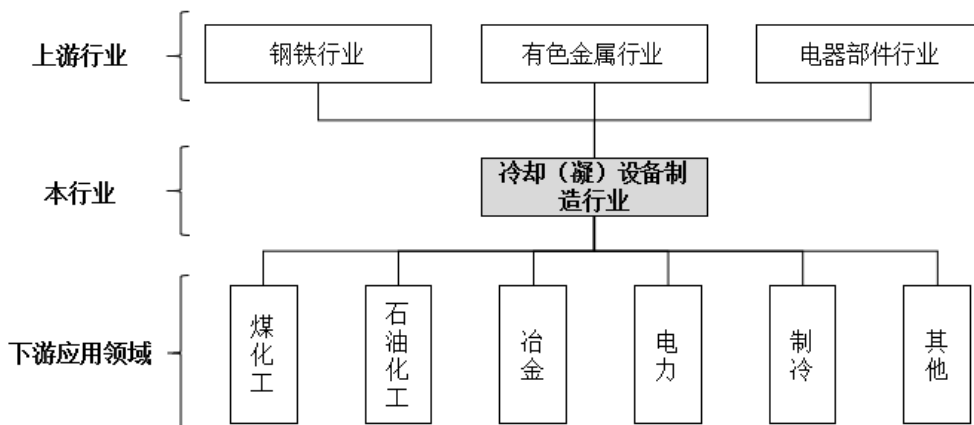 上游行业
钢铁行业
有色金属行业
电器部件行业
本行业
冷却（凝）设备制
造行业
下游应用领域
煤化工
石油化工
冶金
电力
制冷
其他